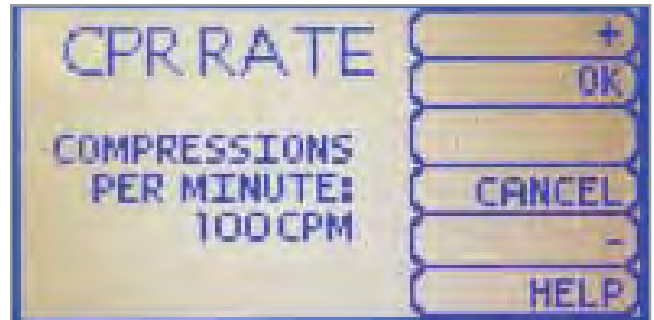 CPR RATE
COMPRESSIONS
PER MINUTE:
100 CPM
+
OK
CANCEL
-
HELP